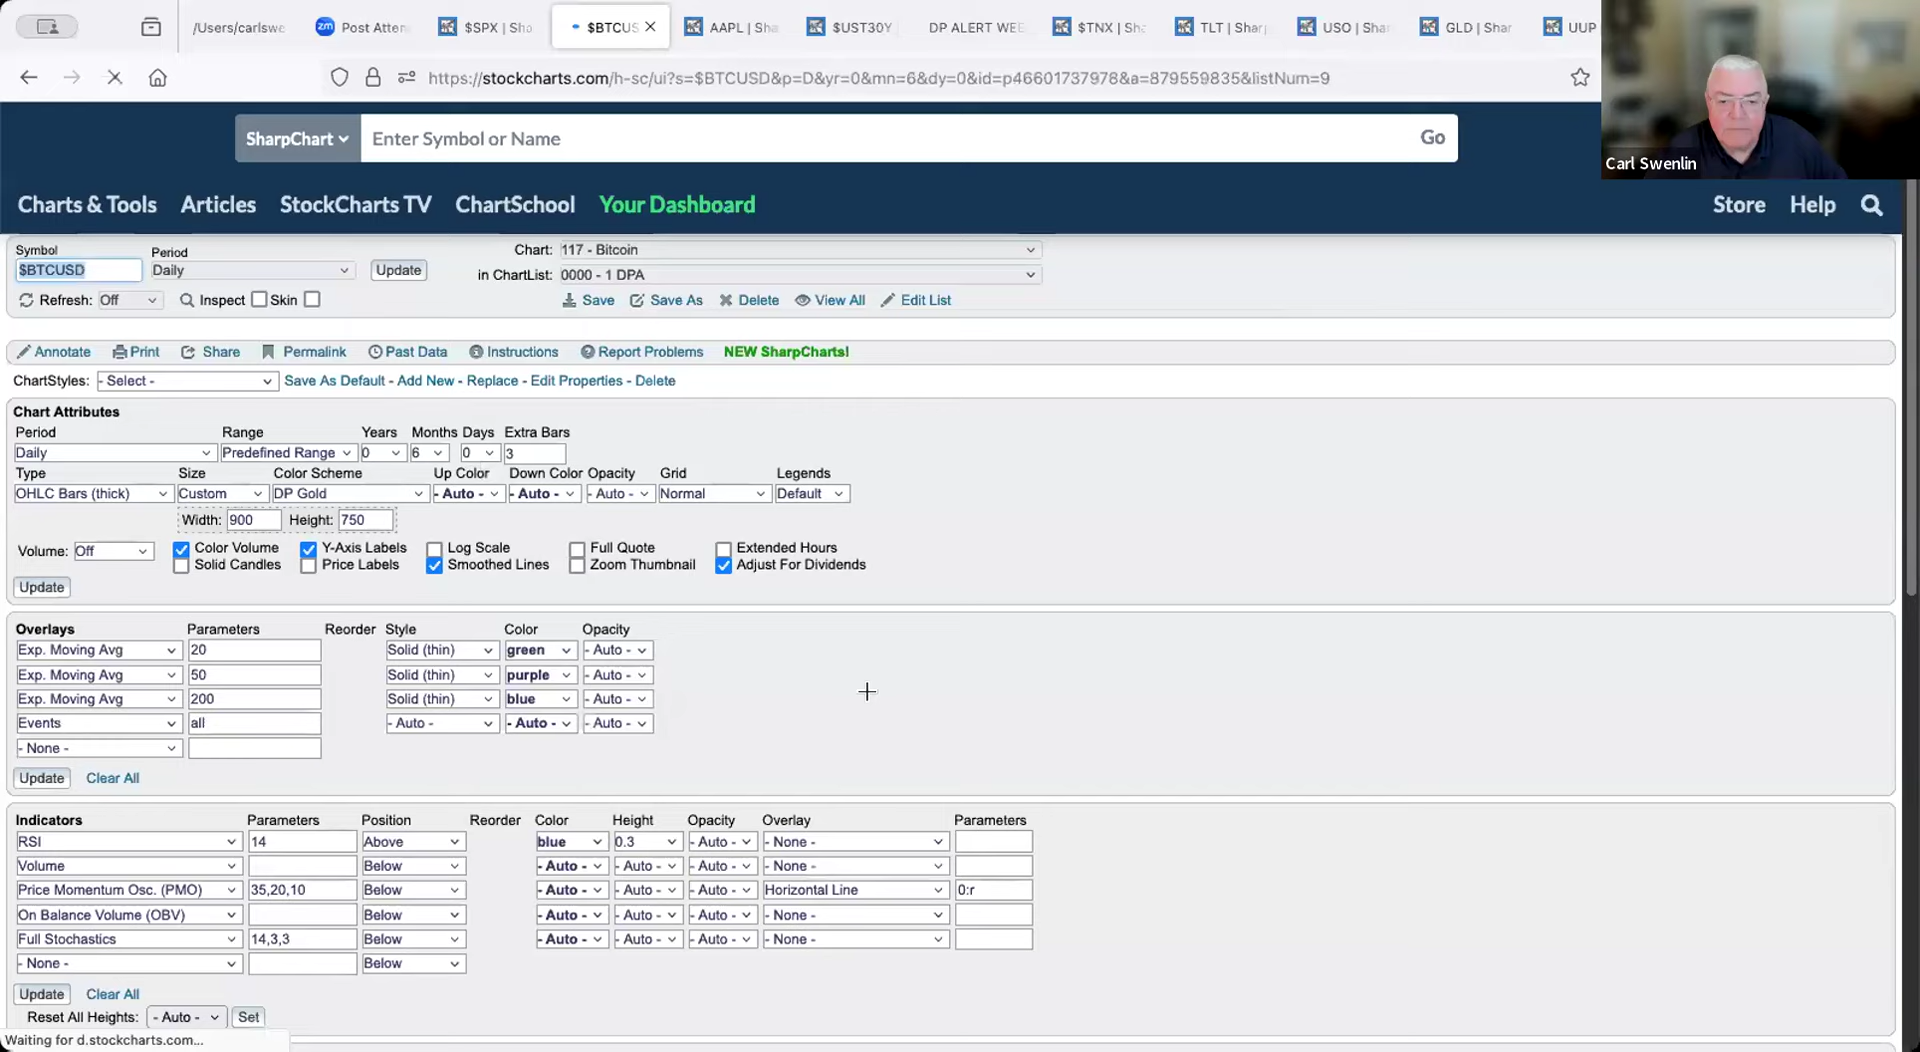 /Users/carlswe
zm Post Atten
$SPX | Sho
$BTCUS
AAPL | Sha
$UST30Y
DP ALERT WEE
$TNX | Sha
TLT | Shar
USO | Shar
GLD | Shar
UUP
https://stockcharts.com/h-sc/ui?s=$BTCUSD&p=D&yr=0&mn=6&dy=0&id=p46601737978&a=879559835&listNum=9
Carl Swenlin
SharpChart Enter Symbol or Name Go
Charts & Tools Articles StockCharts TV ChartSchool Your Dashboard Store Help
Symbol Period Chart: 117 - Bitcoin
$BTCUSD Daily Update in ChartList: 0000 - 1 DPA
Refresh: Off Inspect Skin Save Save As Delete View All Edit List
Annotate Print Share Permalink Past Data Instructions Report Problems NEW SharpCharts!
ChartStyles: - Select - Save As Default - Add New - Replace - Edit Properties - Delete
Chart Attributes
Period Range Years Months Days Extra Bars
Daily Predefined Range 0 6 0 3
Type Size Color Scheme Up Color Down Color Opacity Grid Legends
OHLC Bars (thick) Custom DP Gold - Auto - - Auto - - Auto - Normal Default
Width: 900 Height: 750
Volume: Off Color Volume Y-Axis Labels Log Scale Full Quote Extended Hours
Solid Candles Price Labels Smoothed Lines Zoom Thumbnail Adjust For Dividends
Update
Overlays Parameters Reorder Style Color Opacity
Exp. Moving Avg 20 Solid (thin) green - Auto -
Exp. Moving Avg 50 Solid (thin) purple - Auto -
Exp. Moving Avg 200 Solid (thin) blue - Auto -
Events all - Auto - - Auto - - Auto -
- None -
Update Clear All
Indicators Parameters Position Reorder Color Height Opacity Overlay Parameters
RSI 14 Above blue 0.3 - Auto - - None -
Volume Below - Auto - - Auto - - Auto - - None -
Price Momentum Osc. (PMO) 35,20,10 Below - Auto - - Auto - - Auto - Horizontal Line 0:r
On Balance Volume (OBV) Below - Auto - - Auto - - Auto - - None -
Full Stochastics 14,3,3 Below - Auto - - Auto - - Auto - - None -
- None - Below
Update Clear All
Reset All Heights: - Auto - Set
Waiting for d.stockcharts.com...